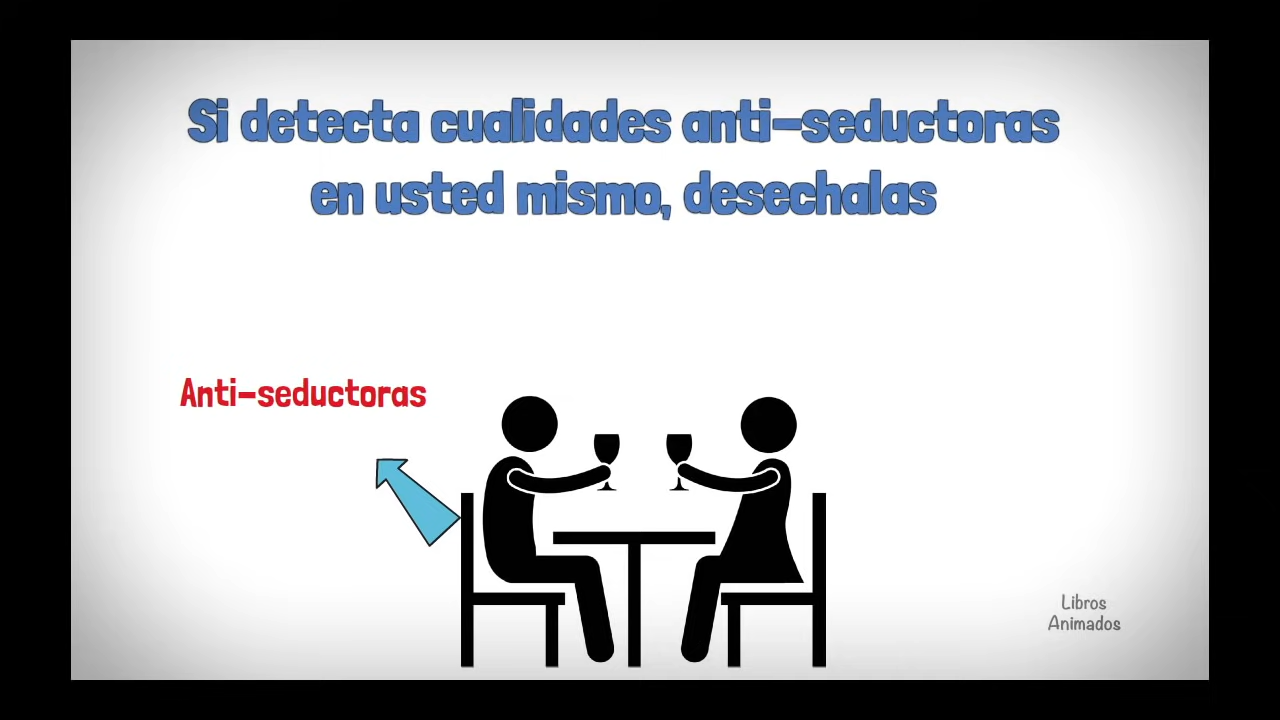 Si detecta cualidades anti-seductoras
en usted mismo, desechalas
Anti-seductoras
Libros
Animados